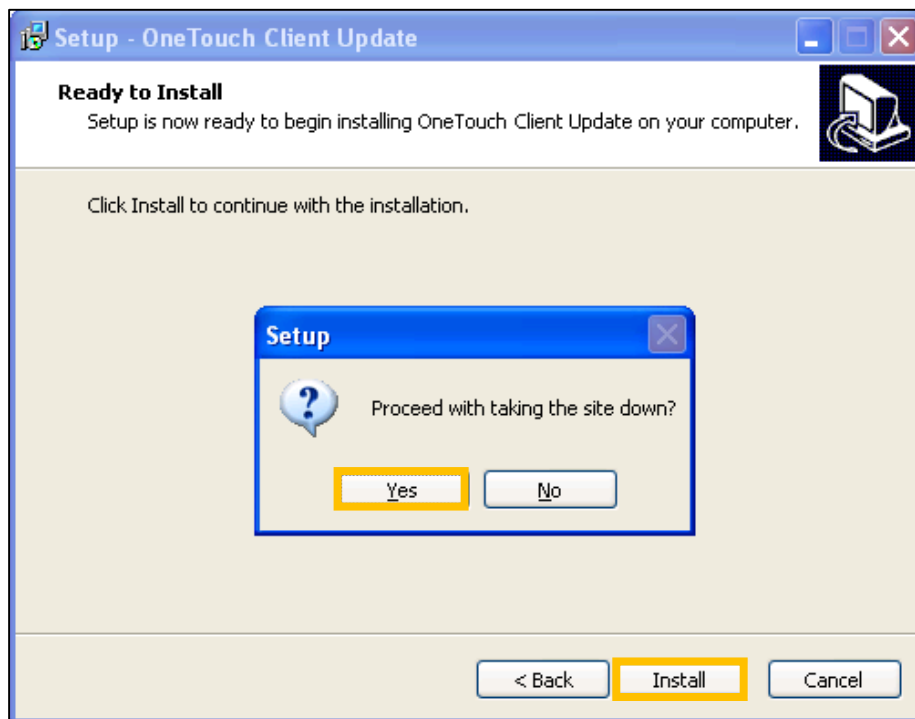 Setup - OneTouch Client Update
Ready to Install
Setup is now ready to begin installing OneTouch Client Update on your computer.
Click Install to continue with the installation.
Setup
Proceed with taking the site down?
Yes No
< Back Install Cancel